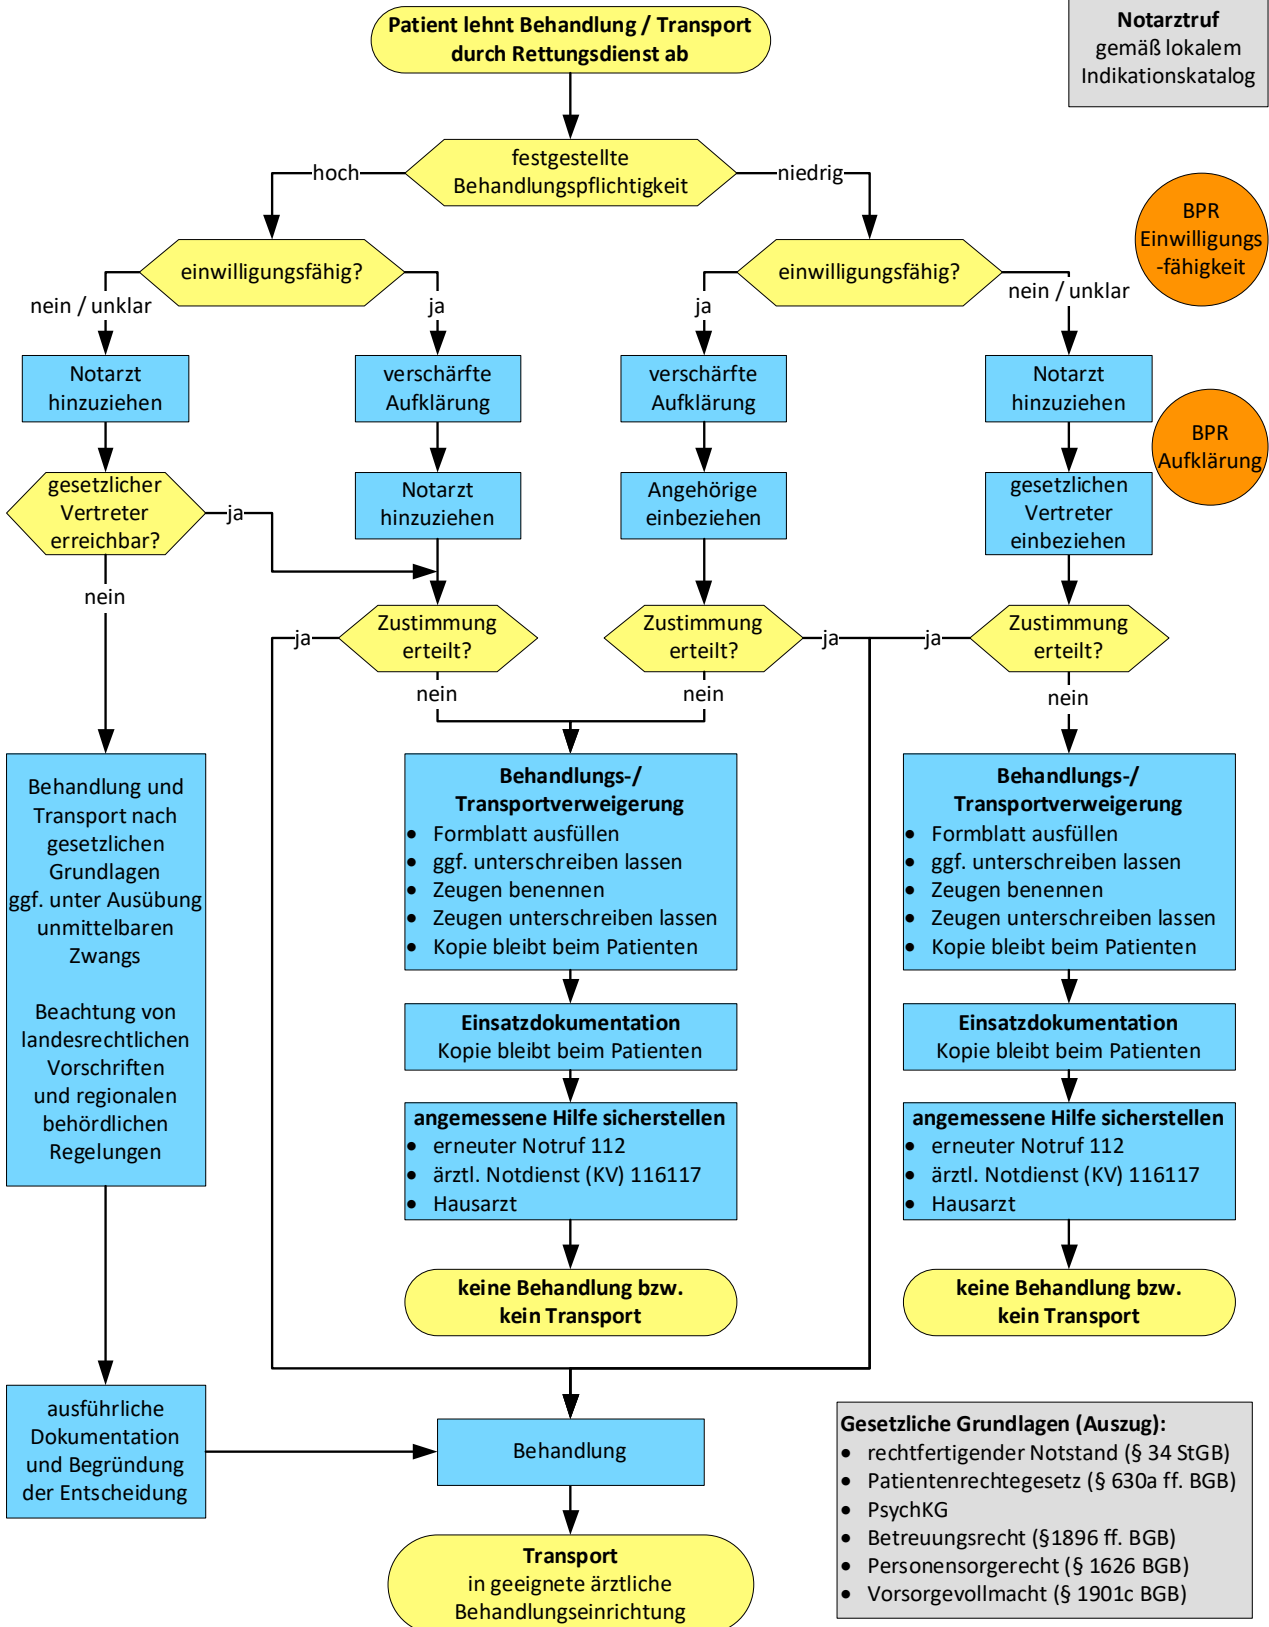 Patient lehnt Behandlung / Transport
durch Rettungsdienst ab
Notarztruf
gemäß lokalem
Indikationskatalog
festgestellte
Behandlungspflichtigkeit
hoch
niedrig
BPR
Einwilligungs
-fähigkeit
einwilligungsfähig?
einwilligungsfähig?
nein / unklar
ja
ja
nein / unklar
Notarzt
hinzuziehen
verschärfte
Aufklärung
verschärfte
Aufklärung
Notarzt
hinzuziehen
BPR
Aufklärung
gesetzlicher
Vertreter
erreichbar?
ja
Notarzt
hinzuziehen
Angehörige
einbeziehen
gesetzlichen
Vertreter
einbeziehen
nein
ja
Zustimmung
erteilt?
Zustimmung
erteilt?
ja
ja
Zustimmung
erteilt?
nein
nein
nein
Behandlung und
Transport nach
gesetzlichen
Grundlagen
ggf. unter Ausübung
unmittelbaren
Zwangs
Beachtung von
landesrechtlichen
Vorschriften
und regionalen
behördlichen
Regelungen
Behandlungs-/
Transportverweigerung
• Formblatt ausfüllen
• ggf. unterschreiben lassen
• Zeugen benennen
• Zeugen unterschreiben lassen
• Kopie bleibt beim Patienten
Behandlungs-/
Transportverweigerung
• Formblatt ausfüllen
• ggf. unterschreiben lassen
• Zeugen benennen
• Zeugen unterschreiben lassen
• Kopie bleibt beim Patienten
Einsatzdokumentation
Kopie bleibt beim Patienten
Einsatzdokumentation
Kopie bleibt beim Patienten
angemessene Hilfe sicherstellen
• erneuter Notruf 112
• ärztl. Notdienst (KV) 116117
• Hausarzt
angemessene Hilfe sicherstellen
• erneuter Notruf 112
• ärztl. Notdienst (KV) 116117
• Hausarzt
keine Behandlung bzw.
kein Transport
keine Behandlung bzw.
kein Transport
ausführliche
Dokumentation
und Begründung
der Entscheidung
Behandlung
Transport
in geeignete ärztliche
Behandlungseinrichtung
Gesetzliche Grundlagen (Auszug):
• rechtfertigender Notstand (§ 34 StGB)
• Patientenrechtegesetz (§ 630a ff. BGB)
• PsychKG
• Betreuungsrecht (§1896 ff. BGB)
• Personensorgerecht (§ 1626 BGB)
• Vorsorgevollmacht (§ 1901c BGB)